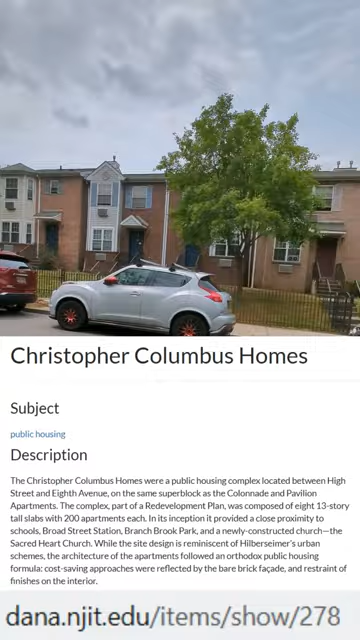 Christopher Columbus Homes
Subject
public housing
Description
The Christopher Columbus Homes were a public housing complex located between High
Street and Eighth Avenue, on the same superblock as the Colonnade and Pavilion
Apartments. The complex, part of a Redevelopment Plan, was composed of eight 13-story
tall slabs with 200 apartments each. In its inception it provided a close proximity to
schools, Broad Street Station, Branch Brook Park, and a newly-constructed church—the
Sacred Heart Church. While the site design is reminiscent of Hilberseimer's urban
schemes, the architecture of the apartments followed an orthodox public housing
formula: cost-saving approaches were reflected by the bare brick façade, and restraint of
finishes on the interior.
dana.njit.edu/items/show/278